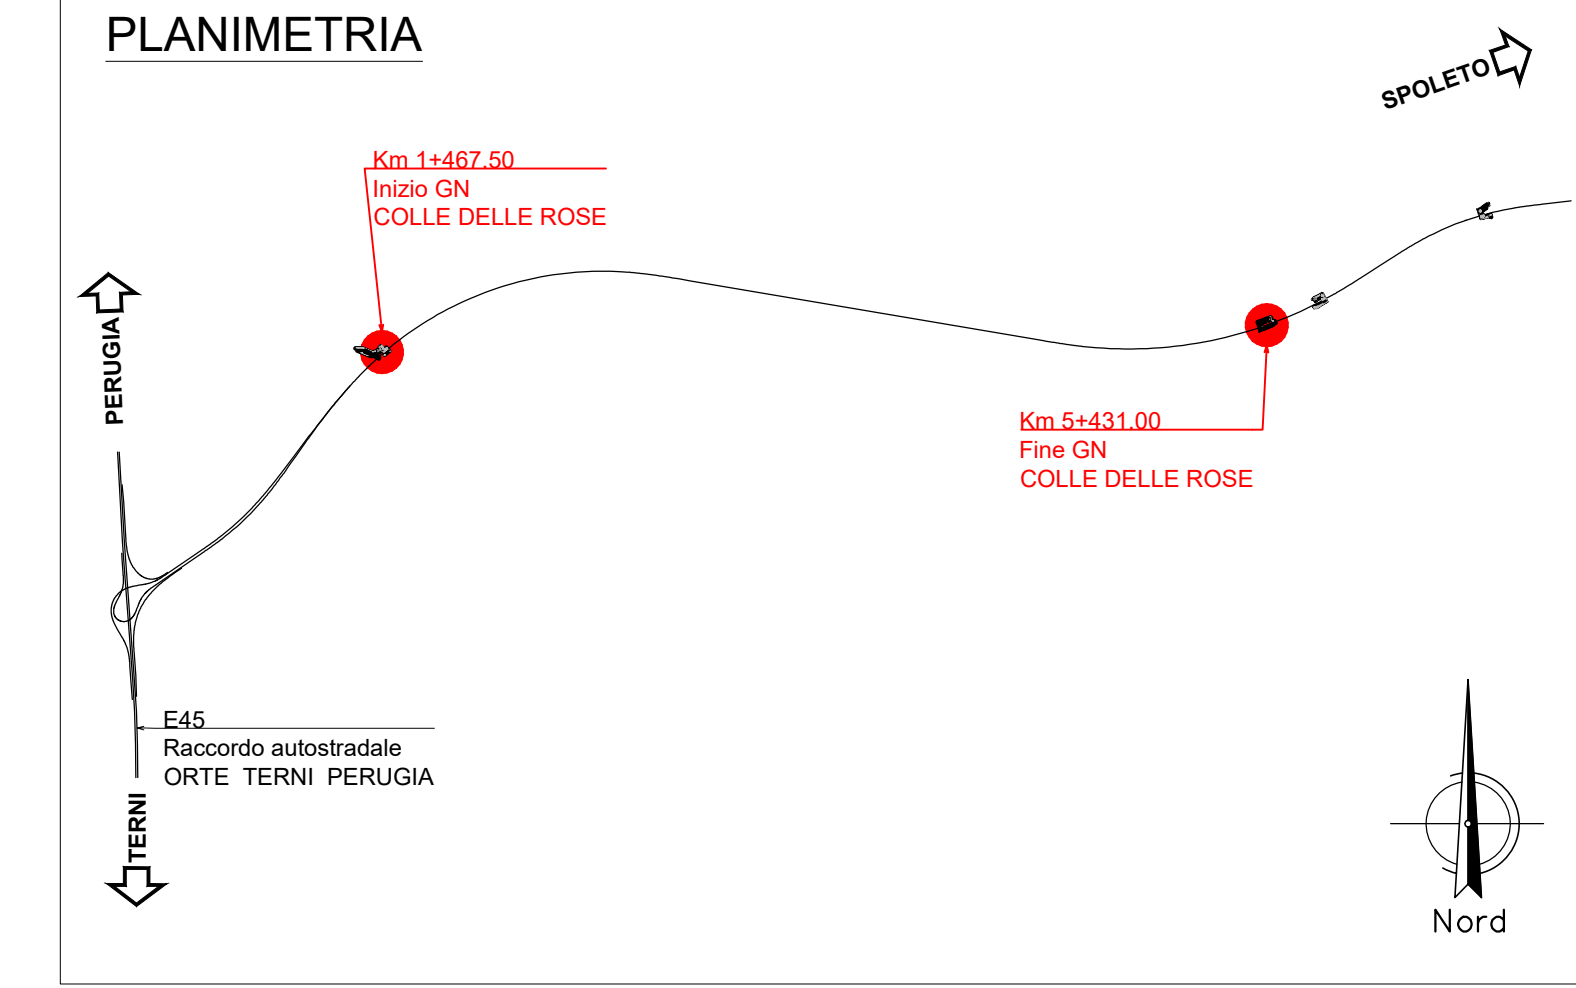 PLANIMETRIA
SPOLETO
Km 1+467.50
Inizio GN
COLLE DELLE ROSE
PERUGIA
Km 5+431.00
Fine GN
COLLE DELLE ROSE
E45
Raccordo autostradale
ORTE TERNI PERUGIA
TERNI
Nord